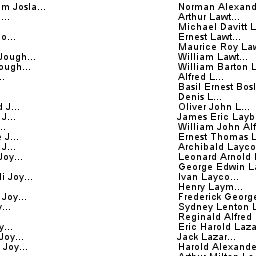 m Josla...
...
o...
Jough...
ough...
..
d J...
J...
..
e J...
J...
Joy...
li Joy...
Joy...
y...
y...
Joy...
Joy...
Norman Alexand
Arthur Lawt...
Michael Davitt L
Ernest Lawt...
Maurice Roy Law
William Lawt...
William Barton L
Alfred L...
Basil Ernest Bosl
Denis L...
Oliver John L...
James Eric Layb
William John Alf
Ernest Thomas L
Archibald Layco
Leonard Arnold
George Edwin La
Ivan Layco...
Henry Laym...
Frederick George
Sydney Lenton L
Reginald Alfred
Eric Harold Laza
Jack Lazar...
Harold Alexande